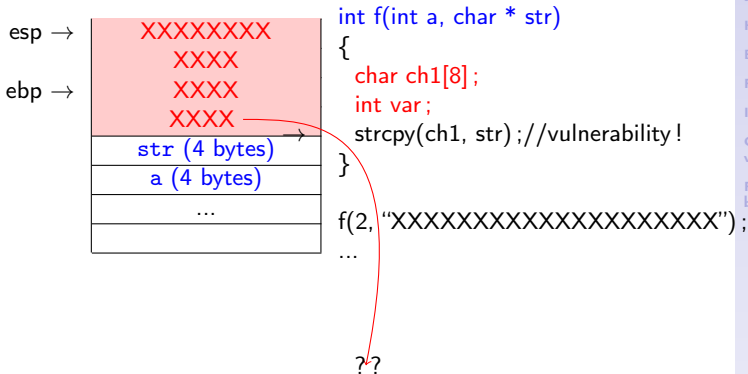 esp →
ebp →
XXXXXXXX
XXXX
XXXX
XXXX
str (4 bytes)
a (4 bytes)
...
→
int f(int a, char * str)
{
char ch1[8] ;
int var ;
strcpy(ch1, str) ;//vulnerability !
}
f(2, “XXXXXXXXXXXXXXXXXXXX”) ;
...
??